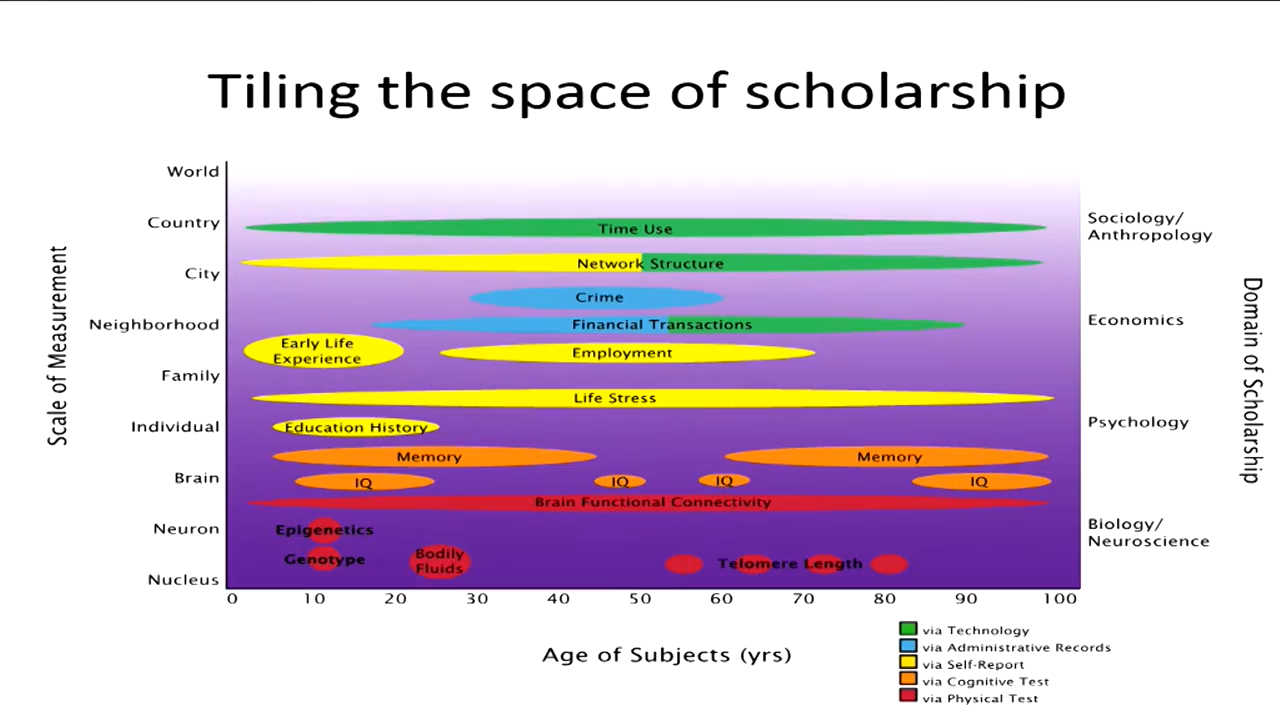 Tiling the space of scholarship
Scale of Measurement
World
Country
City
Neighborhood
Family
Individual
Brain
Neuron
Nucleus
Time Use
Network Structure
Crime
Financial Transactions
Early Life
Experience
Employment
Life Stress
Education History
Memory
Memory
IQ
IQ
IQ
IQ
Brain Functional Connectivity
Epigenetics
Genotype
Bodily
Fluids
Telomere Length
Sociology/
Anthropology
Economics
Psychology
Biology/
Neuroscience
Domain of Scholarship
0 10 20 30 40 50 60 70 80 90 100
Age of Subjects (yrs)
via Technology
via Administrative Records
via Self-Report
via Cognitive Test
via Physical Test